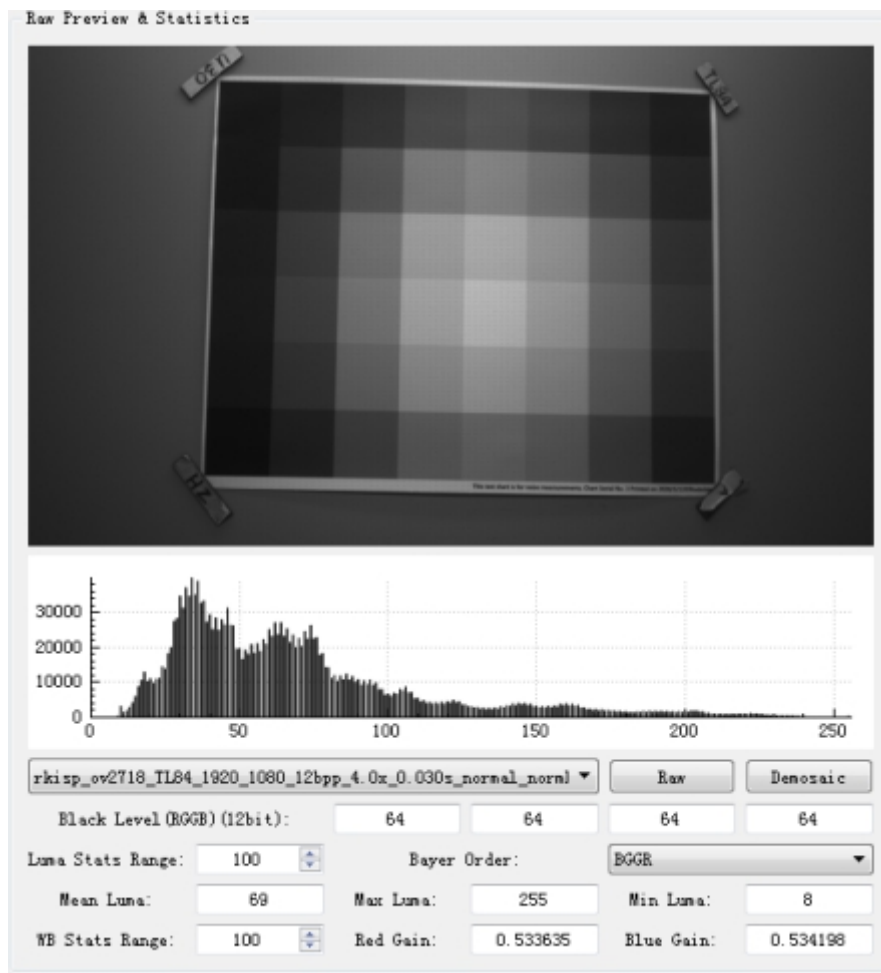 Raw Preview & Statistics
TL84
HZ
30000
20000
10000
0
0 50 100 150 200 250
rkisp_ov2718_TL84_1920_1080_12bpp_4.0x_0.030s_normal_norml
Raw Demosaic
Black Level(RGGB)(12bit): 64 64 64 64
Luma Stats Range: 100 Bayer Order: BGGR
Mean Luma: 69 Max Luma: 255 Min Luma: 8
WB Stats Range: 100 Red Gain: 0.533635 Blue Gain: 0.534198